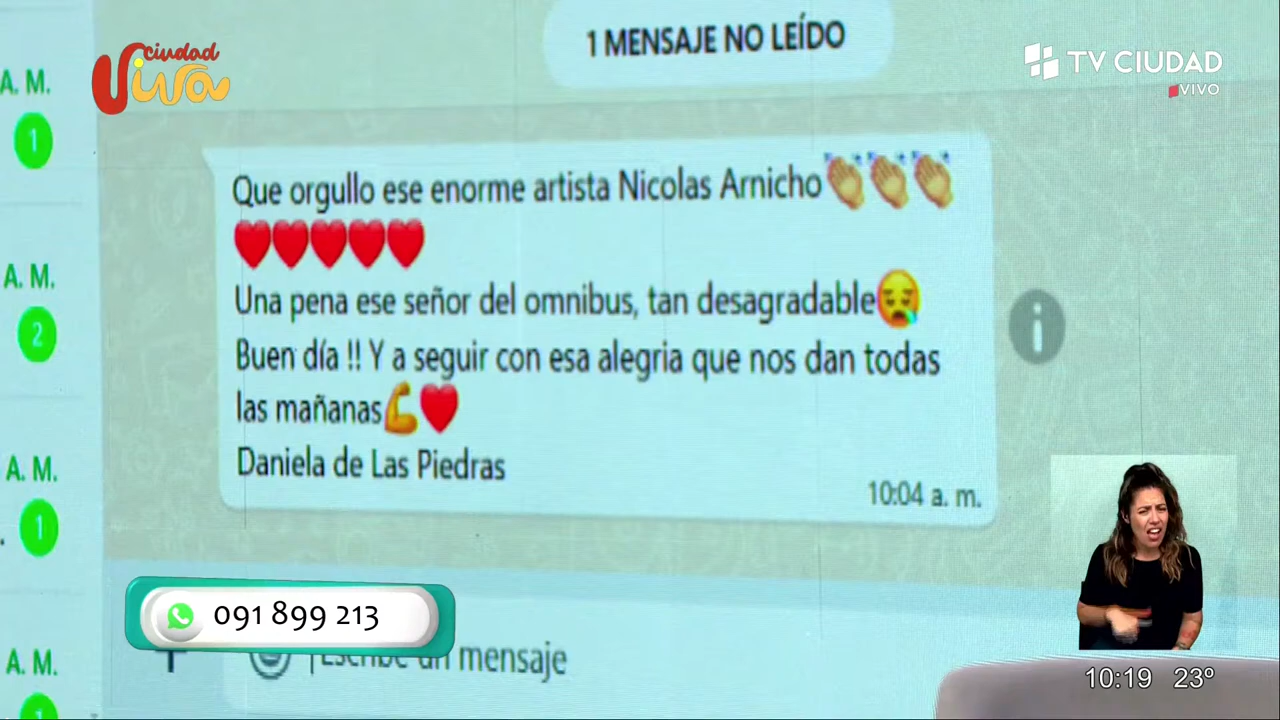 1 MENSAJE NO LEÍDO
ciudad
Viva
TV CIUDAD
VIVO
A. M.
1
Que orgullo ese enorme artista Nicolas Arnicho👏👏👏
❤️❤️❤️❤️❤️
Una pena ese señor del omnibus, tan desagradable😥
Buen día !! Y a seguir con esa alegria que nos dan todas
las mañanas💪❤️
Daniela de Las Piedras
10:04 a. m.
A. M.
2
A. M.
1
A. M.
1
091 899 213
Escribe un mensaje
10:19 23º